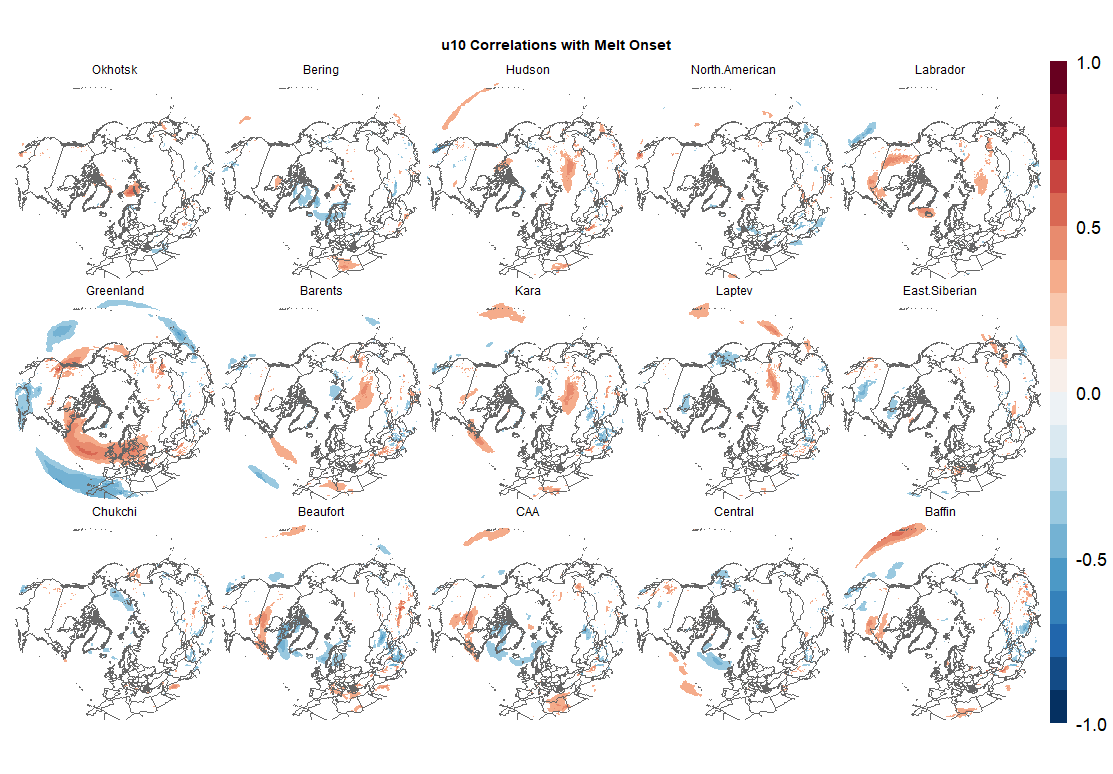 u10 Correlations with Melt Onset
Okhotsk Bering Hudson North.American Labrador
Greenland Barents Kara Laptev East.Siberian
Chukchi Beaufort CAA Central Baffin
1.0
0.5
0.0
-0.5
-1.0